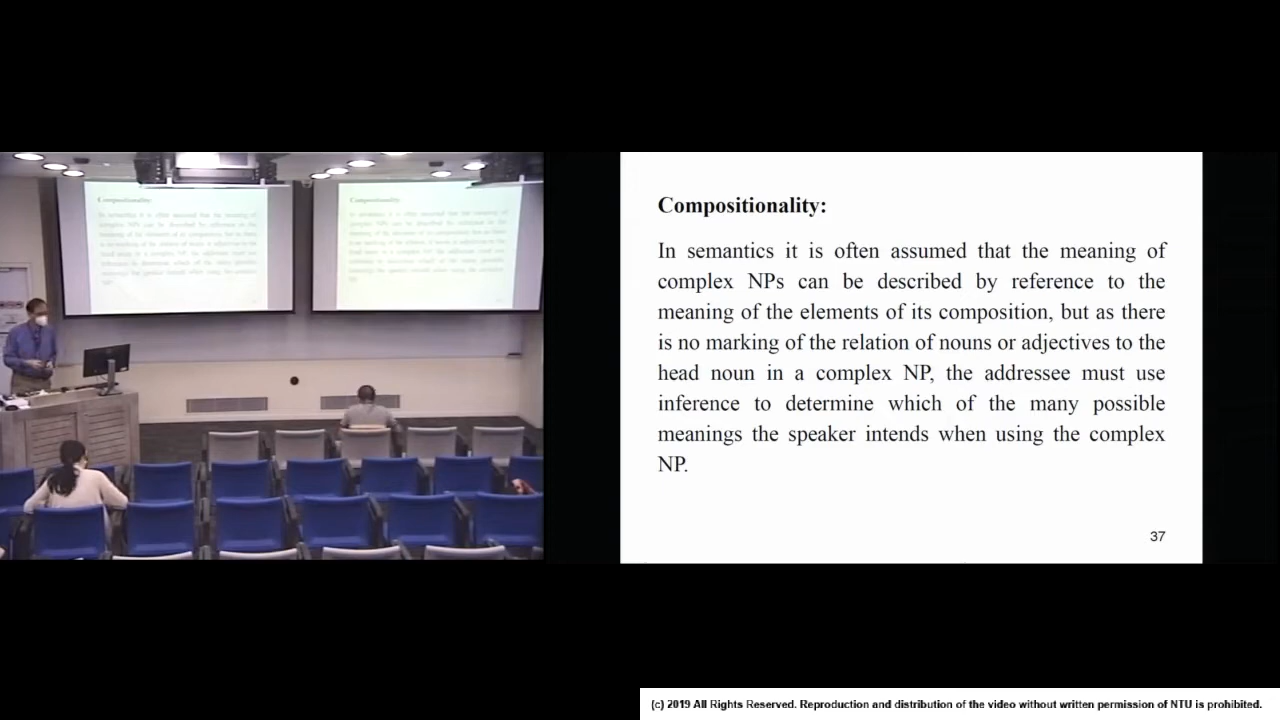 Compositionality
Compositionality
Compositionality:
In semantics it is often assumed that the meaning of
complex NPs can be described by reference to the
meaning of the elements of its composition, but as there
is no marking of the relation of nouns or adjectives to the
head noun in a complex NP, the addressee must use
inference to determine which of the many possible
meanings the speaker intends when using the complex
NP.
37
(c) 2019 All Rights Reserved. Reproduction and distribution of the video without written permission of NTU is prohibited.